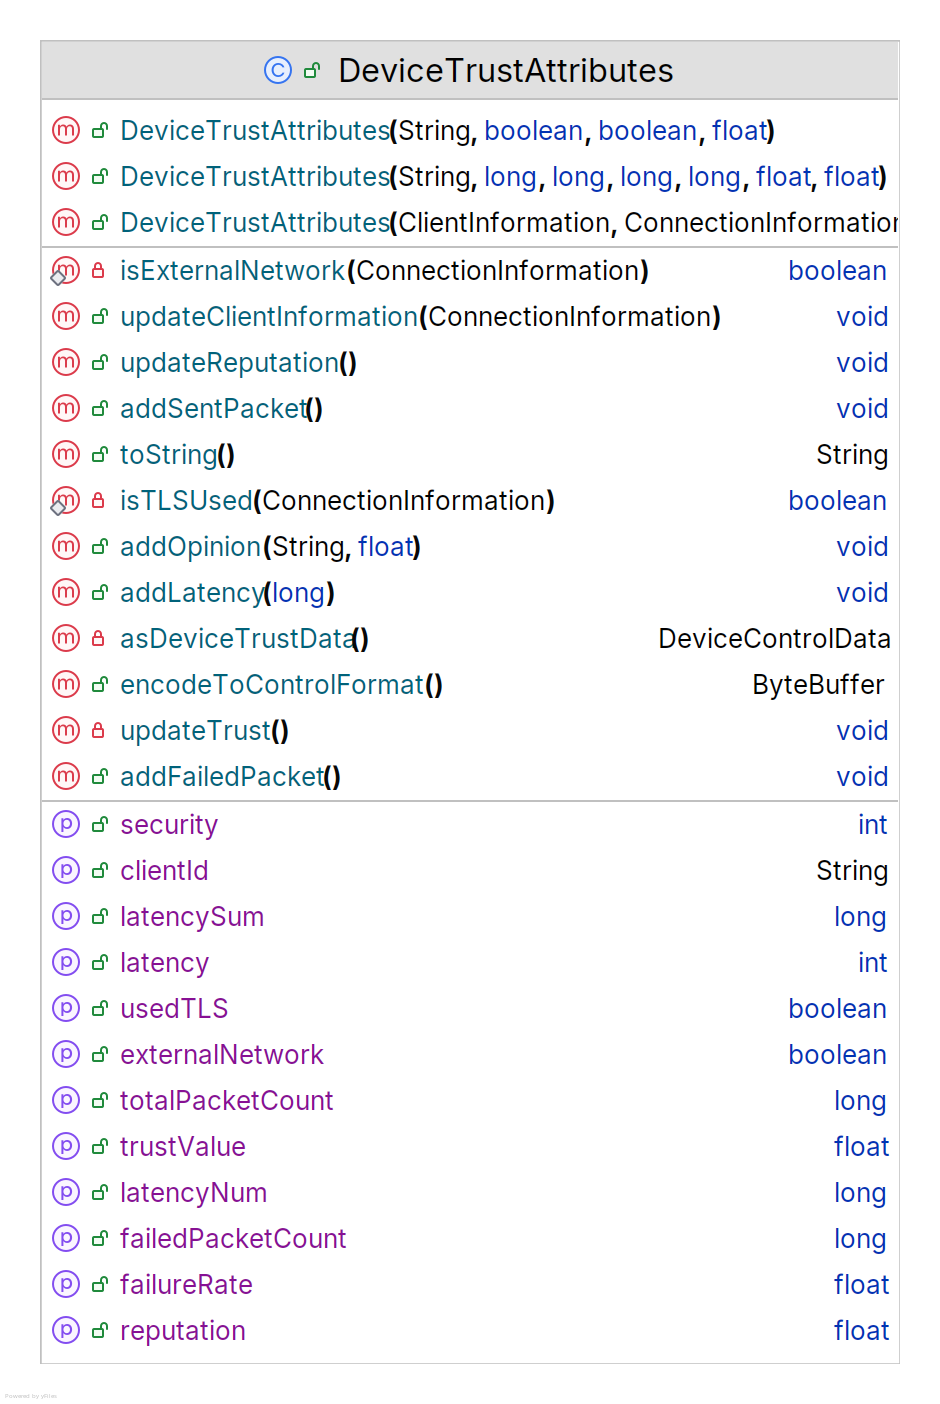 C DeviceTrustAttributes
m DeviceTrustAttributes(String, boolean, boolean, float)
m DeviceTrustAttributes(String, long, long, long, long, float, float)
m DeviceTrustAttributes(ClientInformation, ConnectionInformation
m isExternalNetwork(ConnectionInformation) boolean
m updateClientInformation(ConnectionInformation) void
m updateReputation() void
m addSentPacket() void
m toString() String
m isTLSUsed(ConnectionInformation) boolean
m addOpinion(String, float) void
m addLatency(long) void
m asDeviceTrustData() DeviceControlData
m encodeToControlFormat() ByteBuffer
m updateTrust() void
m addFailedPacket() void
p security int
p clientId String
p latencySum long
p latency int
p usedTLS boolean
p externalNetwork boolean
p totalPacketCount long
p trustValue float
p latencyNum long
p failedPacketCount long
p failureRate float
p reputation float
Powered by yFiles